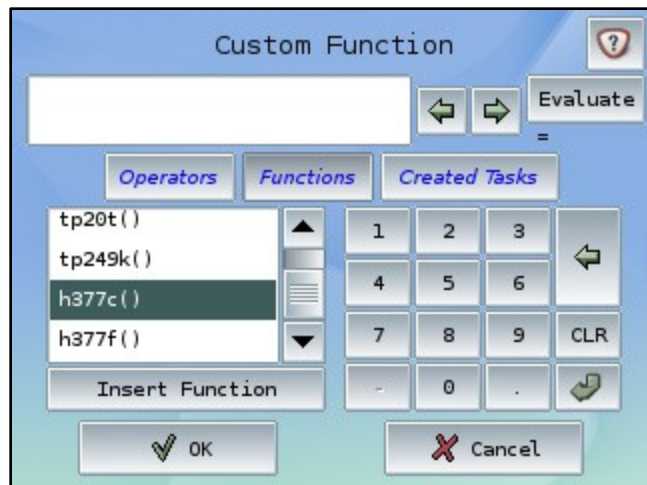 Custom Function
?
Evaluate
=
Operators Functions Created Tasks
tp20t()
tp249k()
h377c()
h377f()
1 2 3
4 5 6
7 8 9 CLR
- 0 .
Insert Function
OK Cancel